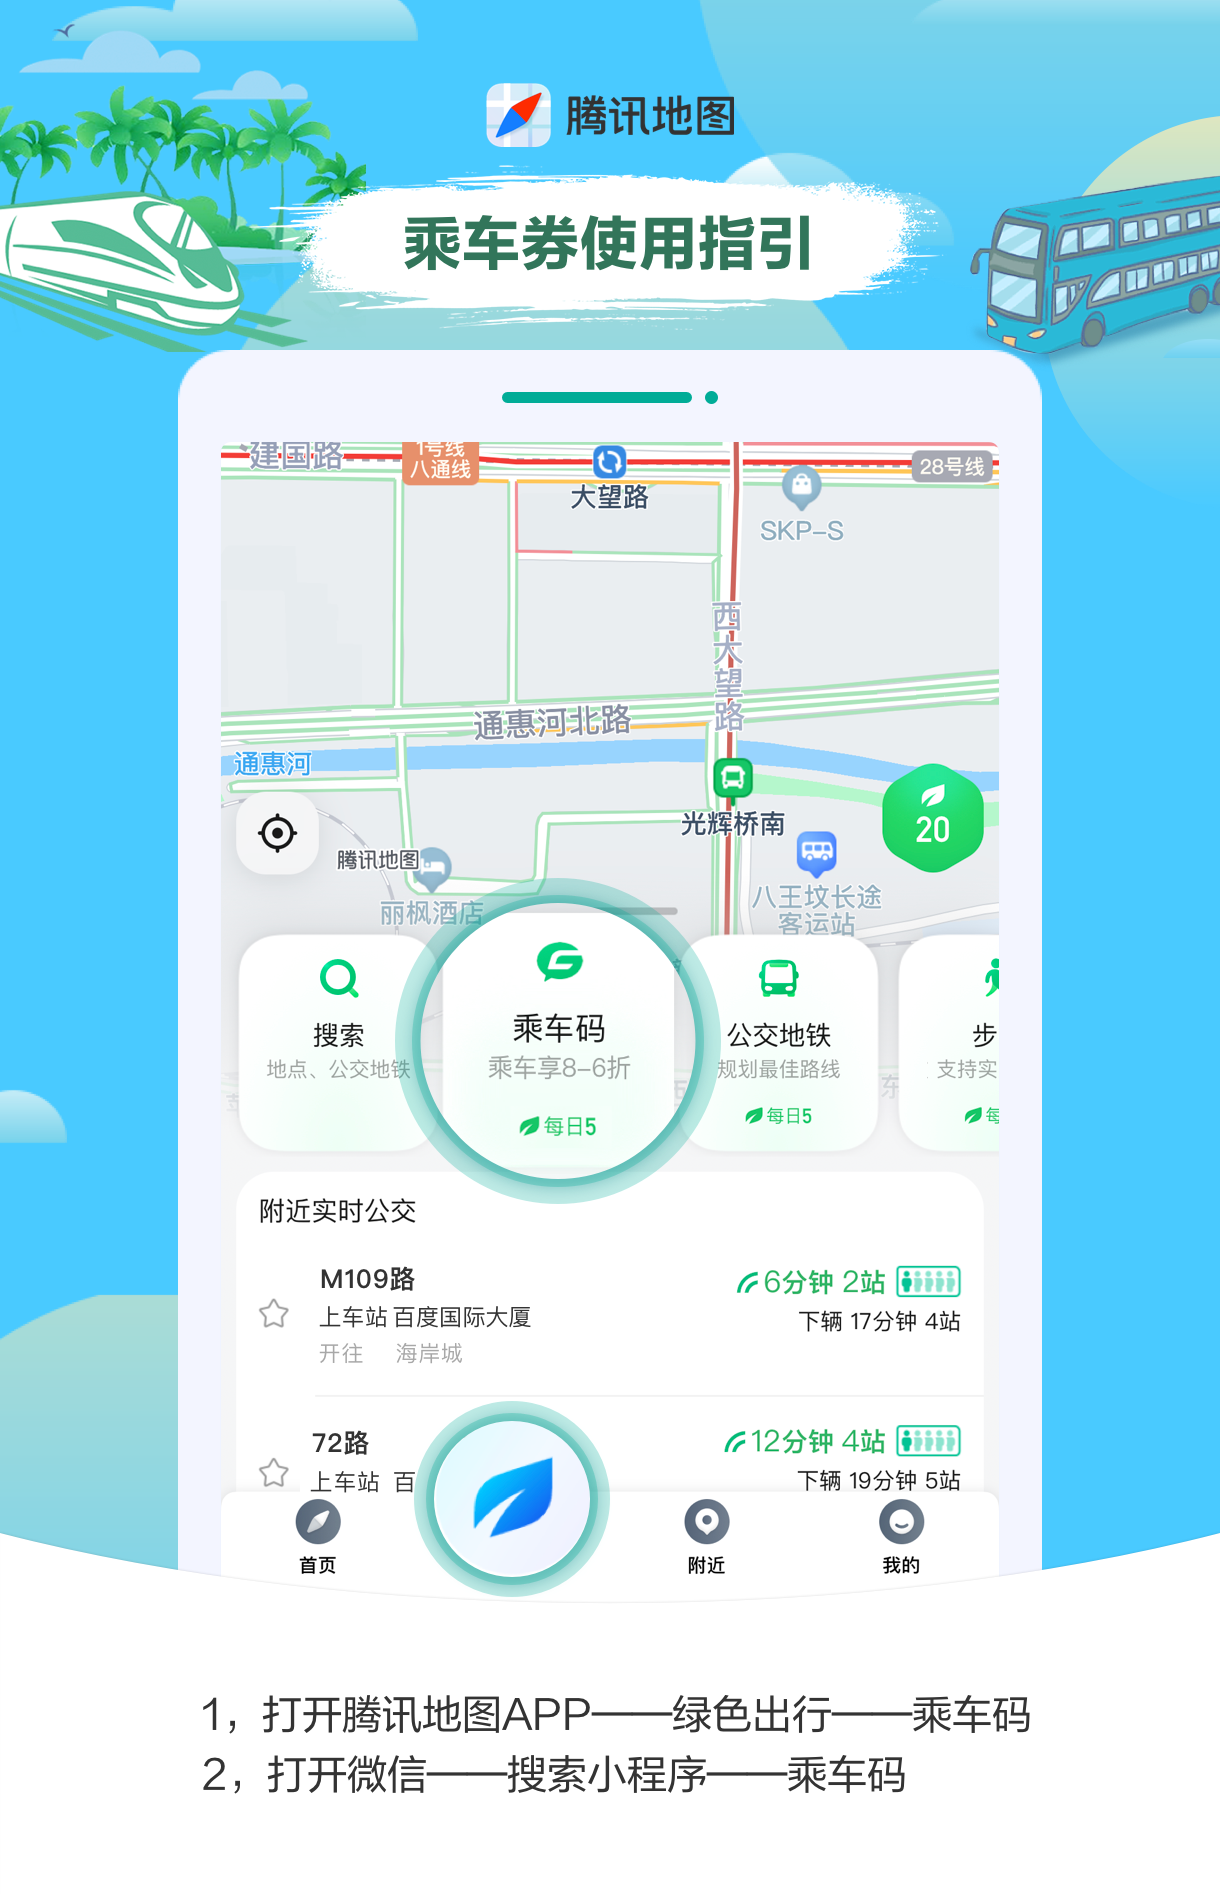 腾讯地图
乘车券使用指引
建国路
1号线
八通线
大望路
28号线
SKP-S
西大望路
通惠河北路
通惠河
光辉桥南
20
腾讯地图
丽枫酒店
八王坟长途
客运站
搜索
地点、公交地铁
乘车码
乘车享8-6折
每日5
公交地铁
规划最佳路线
每日5
步
支持实
每
东
附近实时公交
M109路
6分钟 2站
上车站 百度国际大厦
下辆 17分钟 4站
开往 海岸城
72路
12分钟 4站
上车站 百
下辆 19分钟 5站
首页
附近
我的
1，打开腾讯地图APP——绿色出行——乘车码
2，打开微信——搜索小程序——乘车码